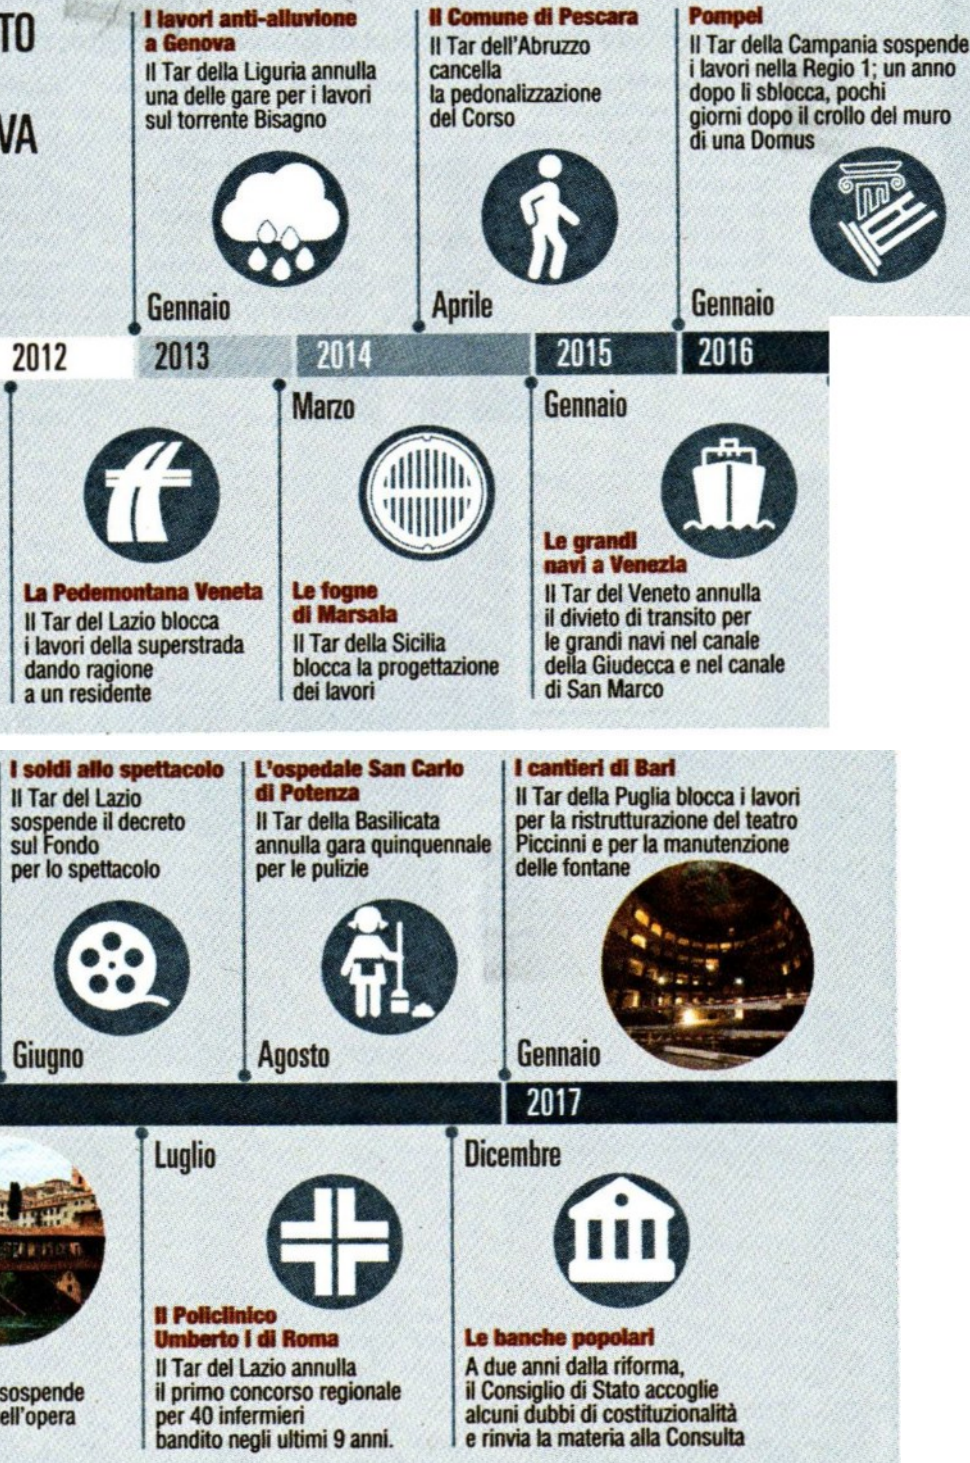 TO
VA
I lavori anti-alluvione
a Genova
Il Tar della Liguria annulla
una delle gare per i lavori
sul torrente Bisagno
Gennaio
Il Comune di Pescara
Il Tar dell'Abruzzo
cancella
la pedonalizzazione
del Corso
Aprile
Pompei
Il Tar della Campania sospende
i lavori nella Regio 1; un anno
dopo li sblocca, pochi
giorni dopo il crollo del muro
di una Domus
Gennaio
2012
2013
2014
2015
2016
La Pedemontana Veneta
Il Tar del Lazio blocca
i lavori della superstrada
dando ragione
a un residente
Marzo
Le fogne
di Marsala
Il Tar della Sicilia
blocca la progettazione
dei lavori
Gennaio
Le grandi
navi a Venezia
Il Tar del Veneto annulla
il divieto di transito per
le grandi navi nel canale
della Giudecca e nel canale
di San Marco
I soldi allo spettacolo
Il Tar del Lazio
sospende il decreto
sul Fondo
per lo spettacolo
Giugno
L'ospedale San Carlo
di Potenza
Il Tar della Basilicata
annulla gara quinquennale
per le pulizie
Agosto
I cantieri di Bari
Il Tar della Puglia blocca i lavori
per la ristrutturazione del teatro
Piccinni e per la manutenzione
delle fontane
Gennaio
2017
sospende
ell'opera
Luglio
Il Policlinico
Umberto I di Roma
Il Tar del Lazio annulla
il primo concorso regionale
per 40 infermieri
bandito negli ultimi 9 anni.
Dicembre
Le banche popolari
A due anni dalla riforma,
il Consiglio di Stato accoglie
alcuni dubbi di costituzionalità
e rinvia la materia alla Consulta